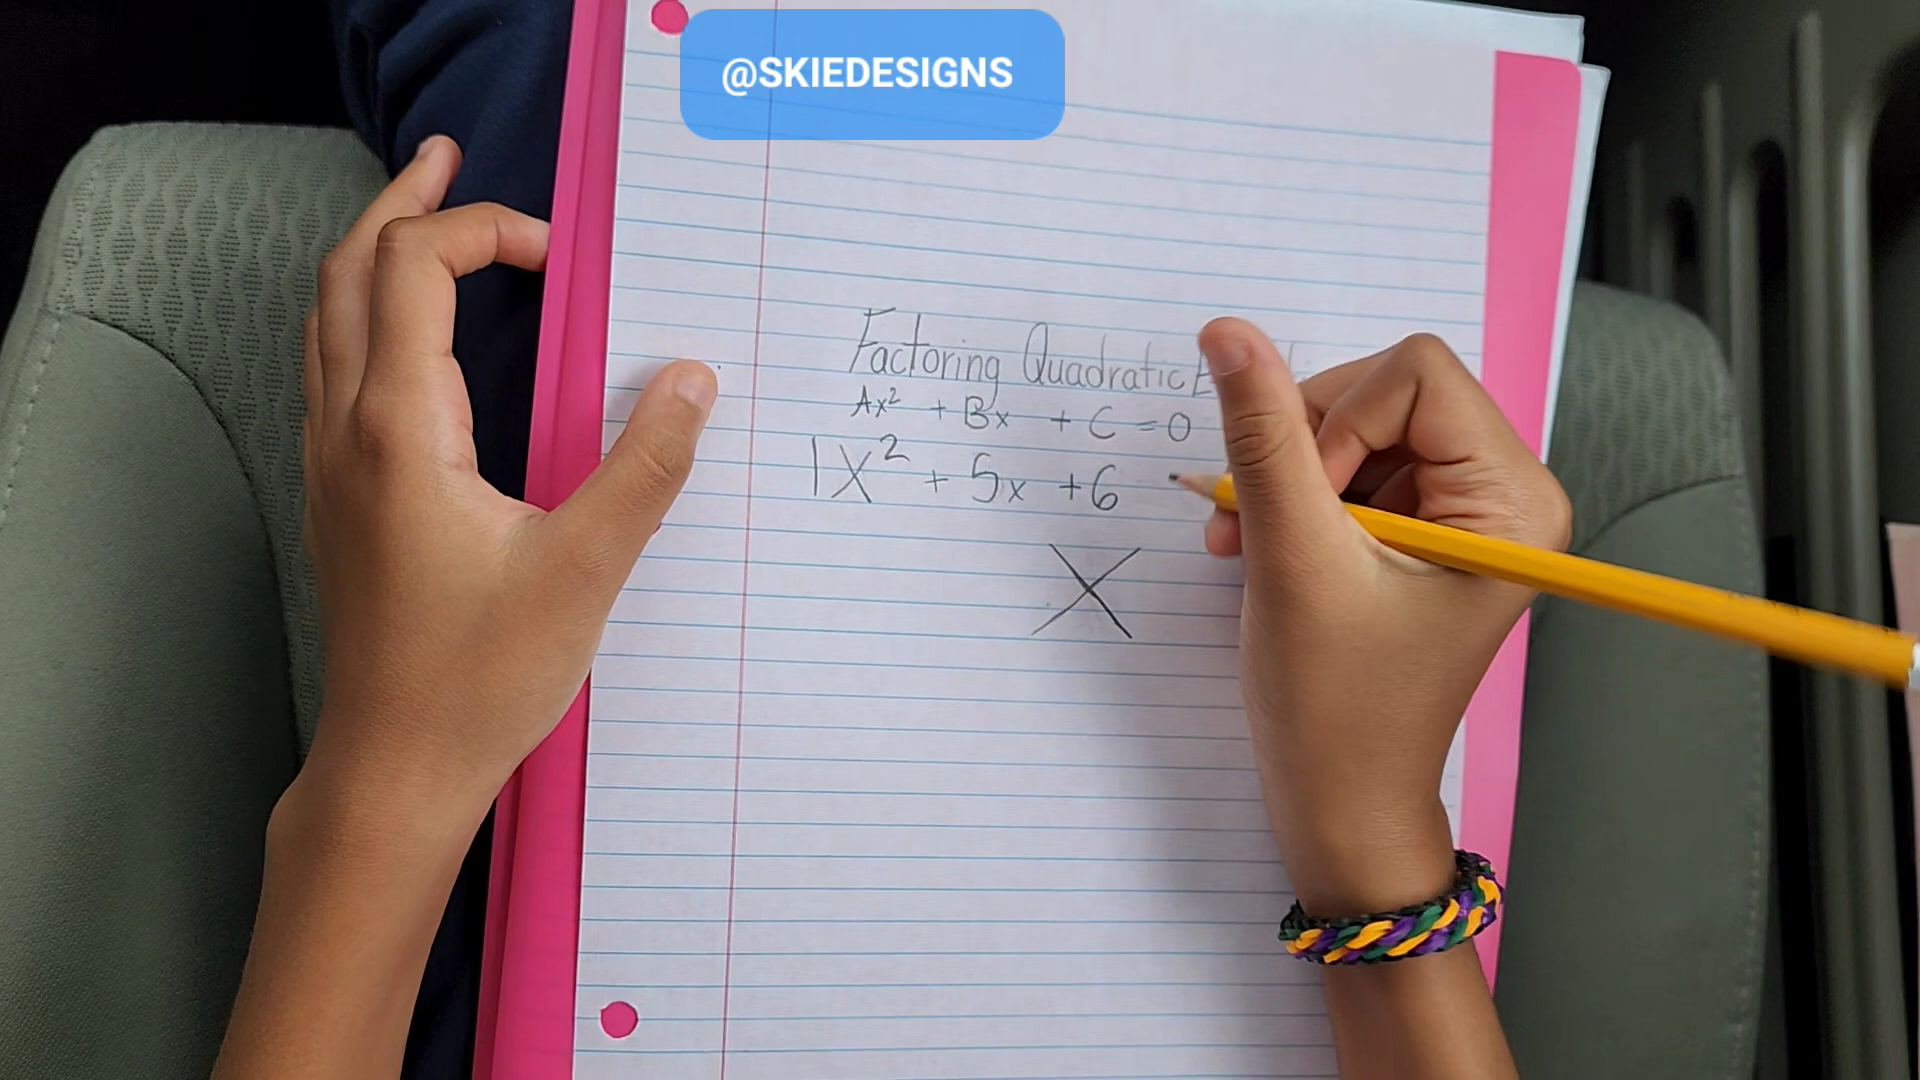 @SKIEDESIGNS
Factoring Quadratic
Ax² + Bx + C = 0
1X² + 5x + 6
X